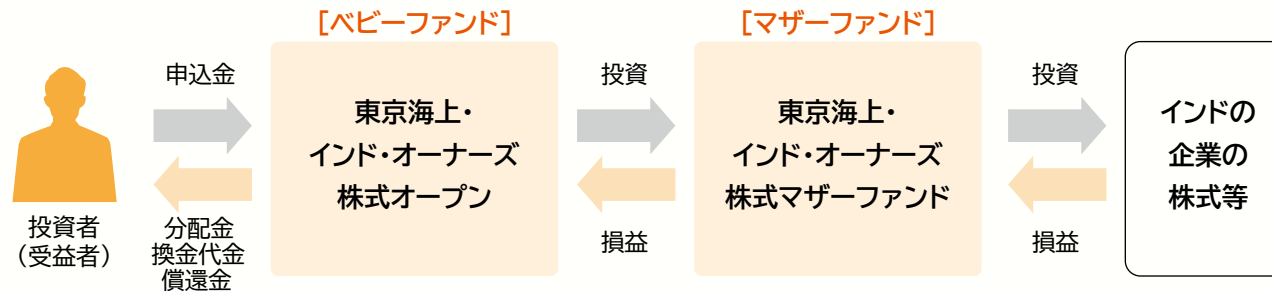 [ベビーファンド]
[マザーファンド]
申込金
投資
投資
東京海上・
インド・オーナーズ
株式オープン
東京海上・
インド・オーナーズ
株式マザーファンド
インドの
企業の
株式等
投資者
（受益者）
分配金
換金代金
償還金
損益
損益